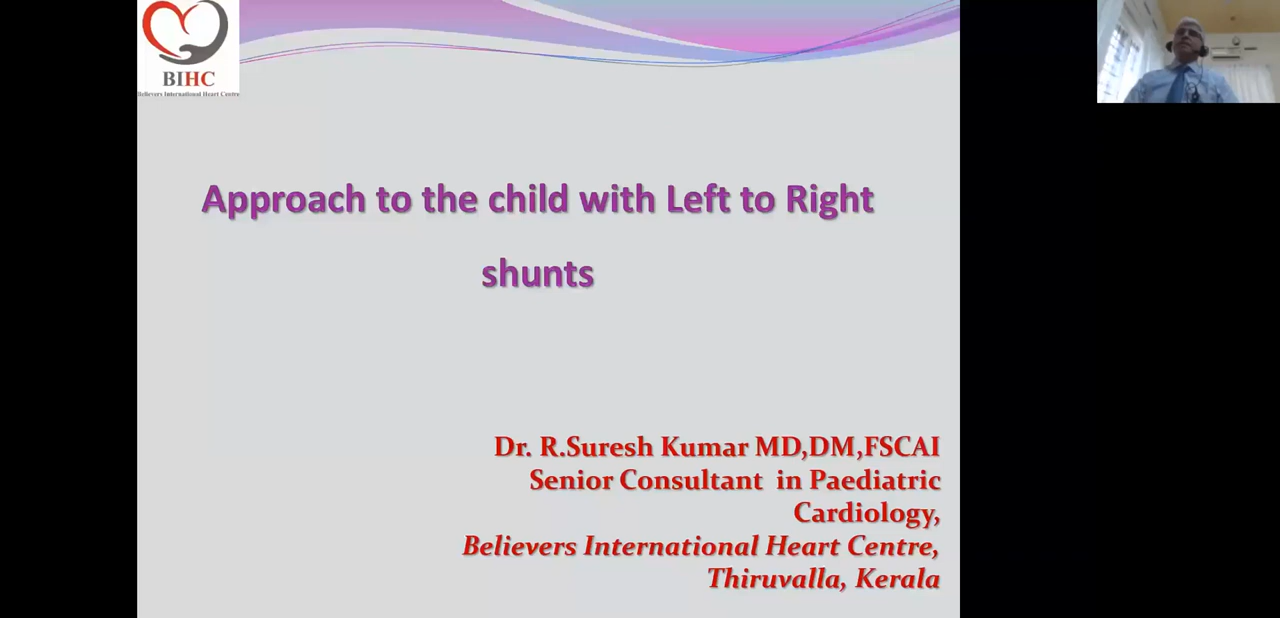 BIHC
Believers International Heart Centre
Approach to the child with Left to Right
shunts
Dr. R.Suresh Kumar MD,DM,FSCAI
Senior Consultant in Paediatric
Cardiology,
Believers International Heart Centre,
Thiruvalla, Kerala